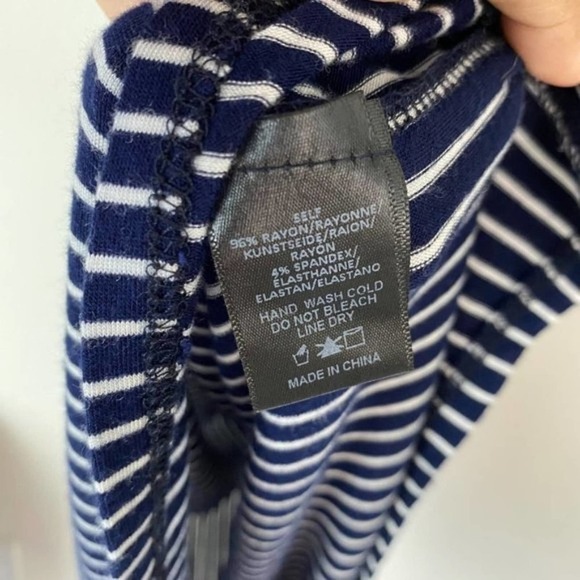 SELF
96% RAYON/RAYONNE/
KUNSTSEIDE/RAION/
RAYON
4% SPANDEX/
ÉLASTHANNE/
ELASTAN/ELASTANO
HAND WASH COLD
DO NOT BLEACH
LINE DRY
MADE IN CHINA